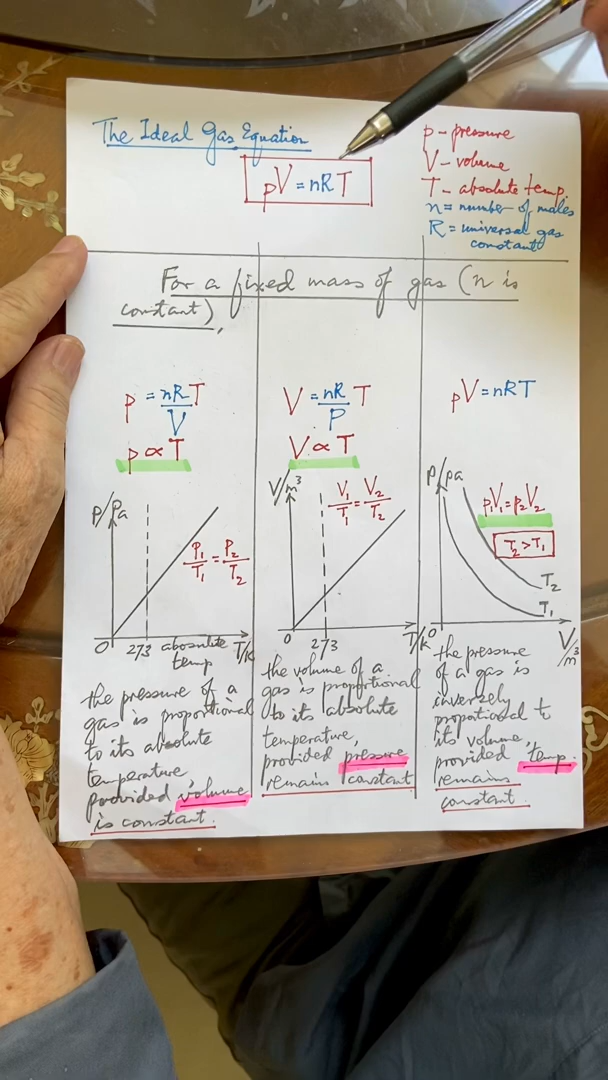 The Ideal Gas Equation
pV = nRT
p - pressure
V - volume
T - absolute temp.
n = number of moles
R = universal gas
constant
For a fixed mass of gas (n is
constant),
p = nR/V T
p ∝ T
P/Pa
P₁/T₁ = P₂/T₂
0 273 abosulte T/K
temp
the pressure of a
gas is proportional
to its absolute
temperature
provided volume
is constant.
V = nR/P T
V ∝ T
V/m³
V₁/T₁ = V₂/T₂
0 273 T/K
the volume of a
gas is proportional
to its absolute
temperature,
provided pressure
remains constant
pV = nRT
P/Pa
p₁V₁ = p₂V₂
T₂ > T₁
T₂
T₁
0 V/m³
the pressure
of a gas is
inversely
propotional to
its volume,
provided temp.
remains
constant.